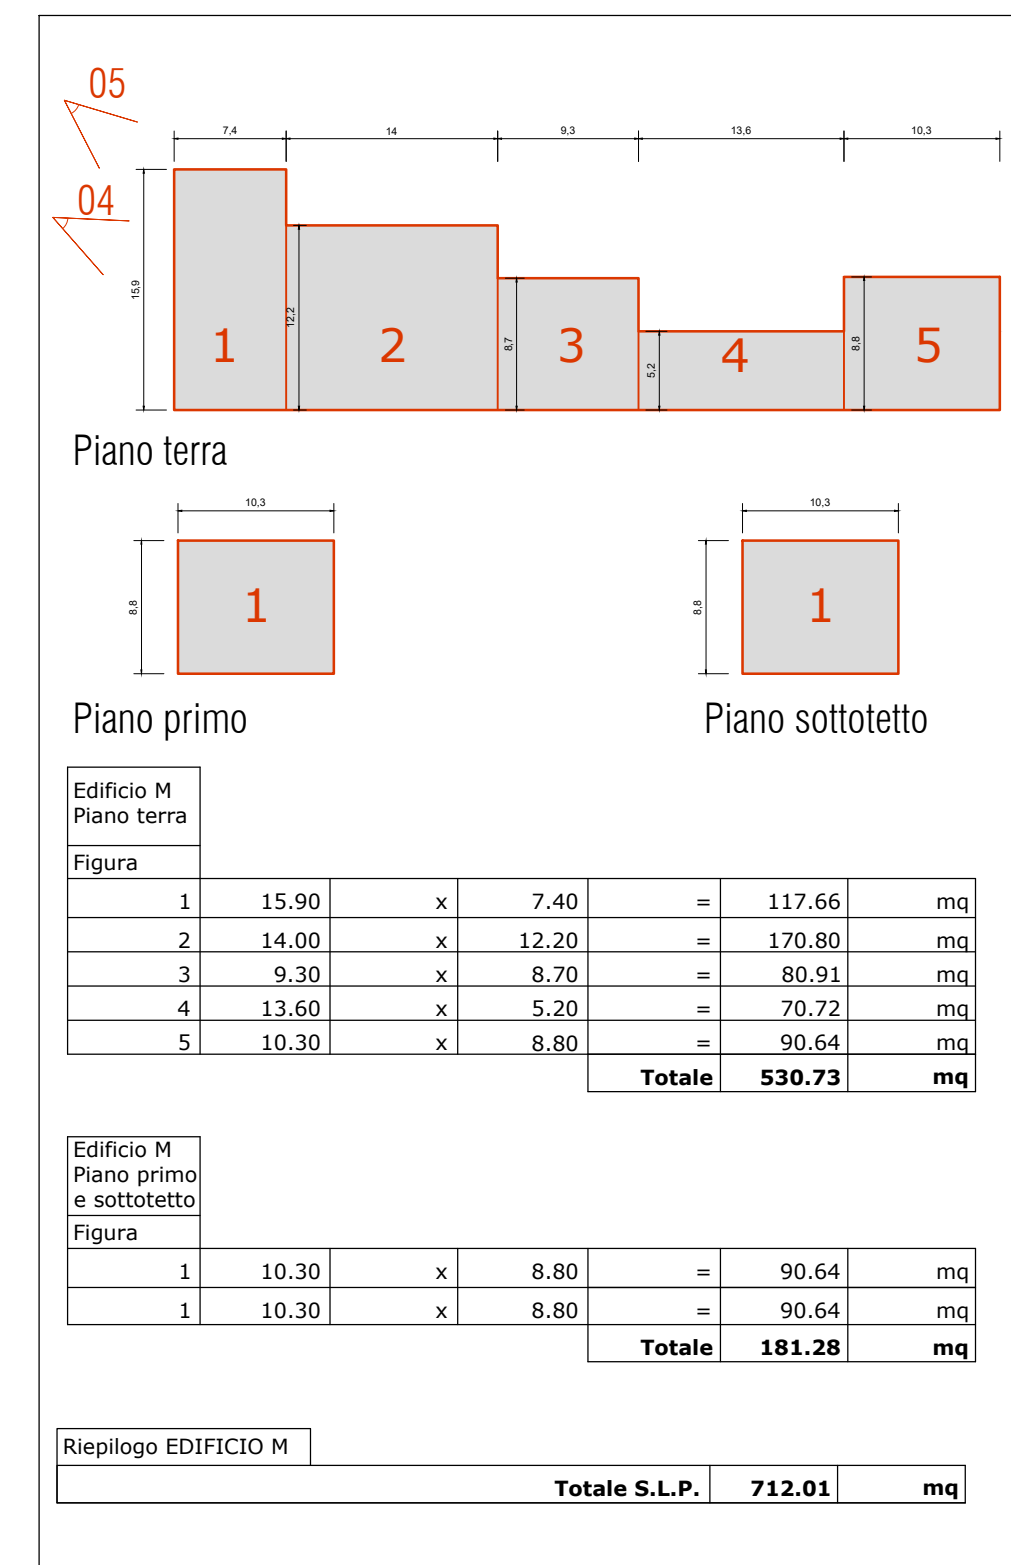 05
04
7,4 14 9,3 13,6 10,3
15,9 12,2 8,7 5,2 8,8
1 2 3 4 5
Piano terra
10,3 10,3
8,8 1 8,8 1
Piano primo Piano sottotetto
Edificio M
Piano terra
Figura
1 15.90 x 7.40 = 117.66 mq
2 14.00 x 12.20 = 170.80 mq
3 9.30 x 8.70 = 80.91 mq
4 13.60 x 5.20 = 70.72 mq
5 10.30 x 8.80 = 90.64 mq
Totale 530.73 mq
Edificio M
Piano primo
e sottotetto
Figura
1 10.30 x 8.80 = 90.64 mq
1 10.30 x 8.80 = 90.64 mq
Totale 181.28 mq
Riepilogo EDIFICIO M
Totale S.L.P. 712.01 mq